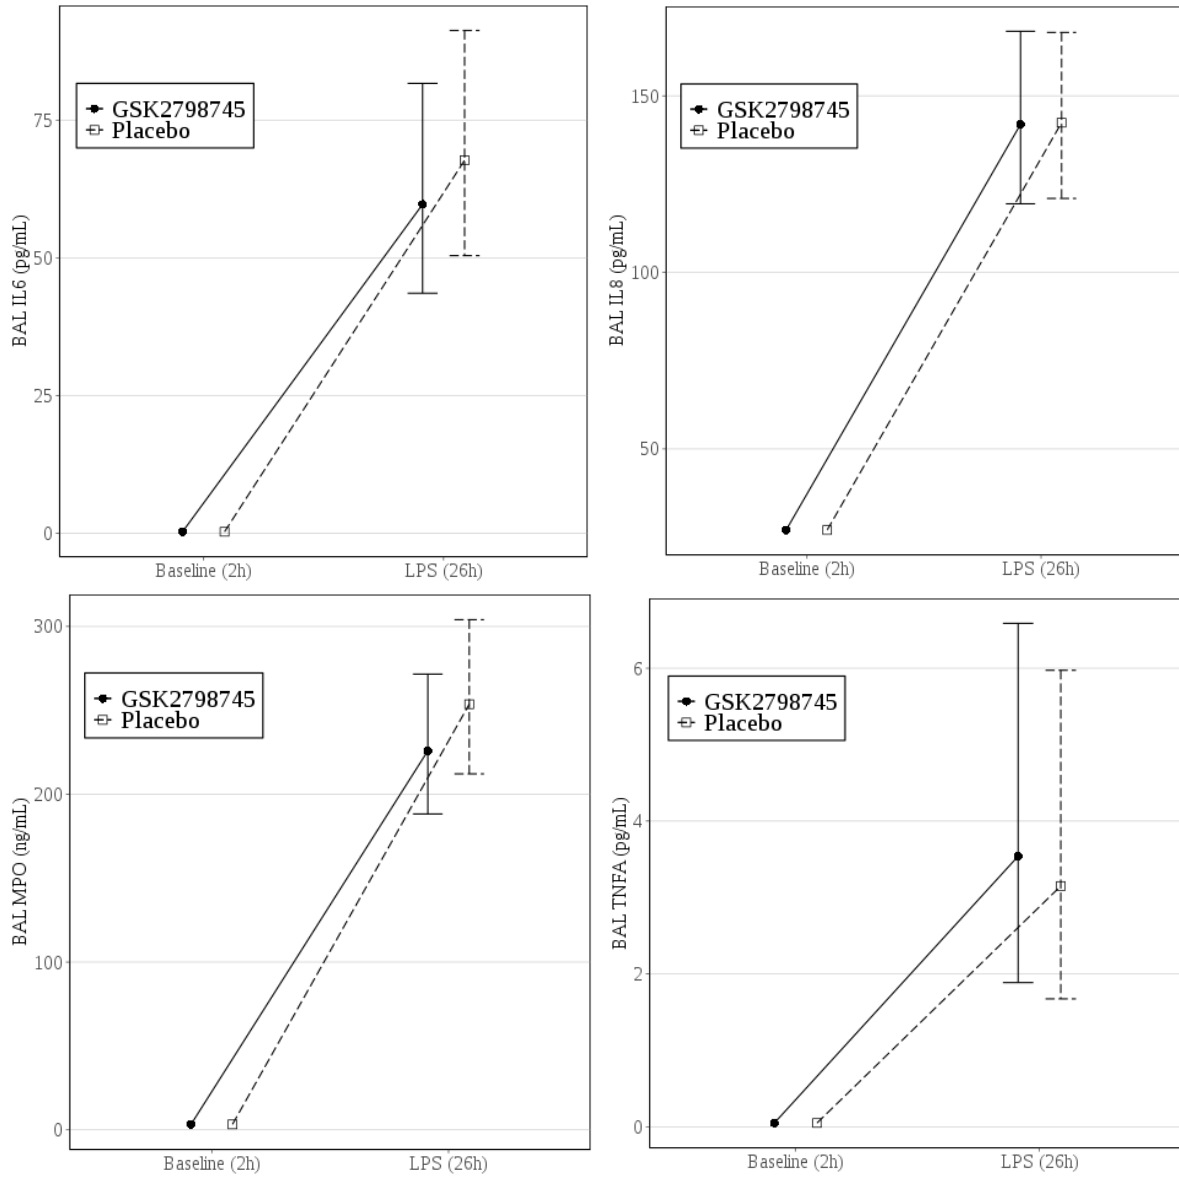 GSK2798745
Placebo
75
50
25
0
BAL IL6 (pg/mL)
Baseline (2h)
LPS (26h)
GSK2798745
Placebo
150
100
50
BAL IL8 (pg/mL)
Baseline (2h)
LPS (26h)
300
GSK2798745
Placebo
200
100
0
BAL MPO (ng/mL)
Baseline (2h)
LPS (26h)
6
GSK2798745
Placebo
4
2
0
BAL TNFA (pg/mL)
Baseline (2h)
LPS (26h)